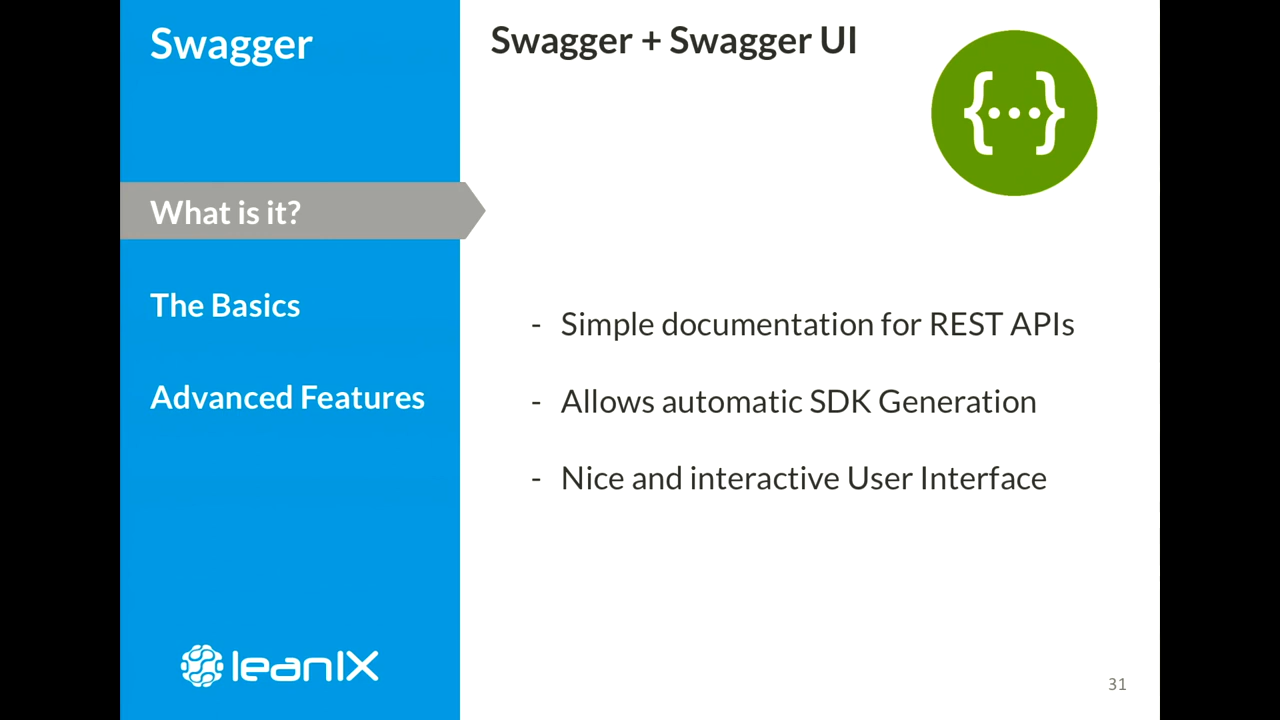 Swagger
What is it?
The Basics
Advanced Features
leanIX
Swagger + Swagger UI
{...}
- Simple documentation for REST APIs
- Allows automatic SDK Generation
- Nice and interactive User Interface
31